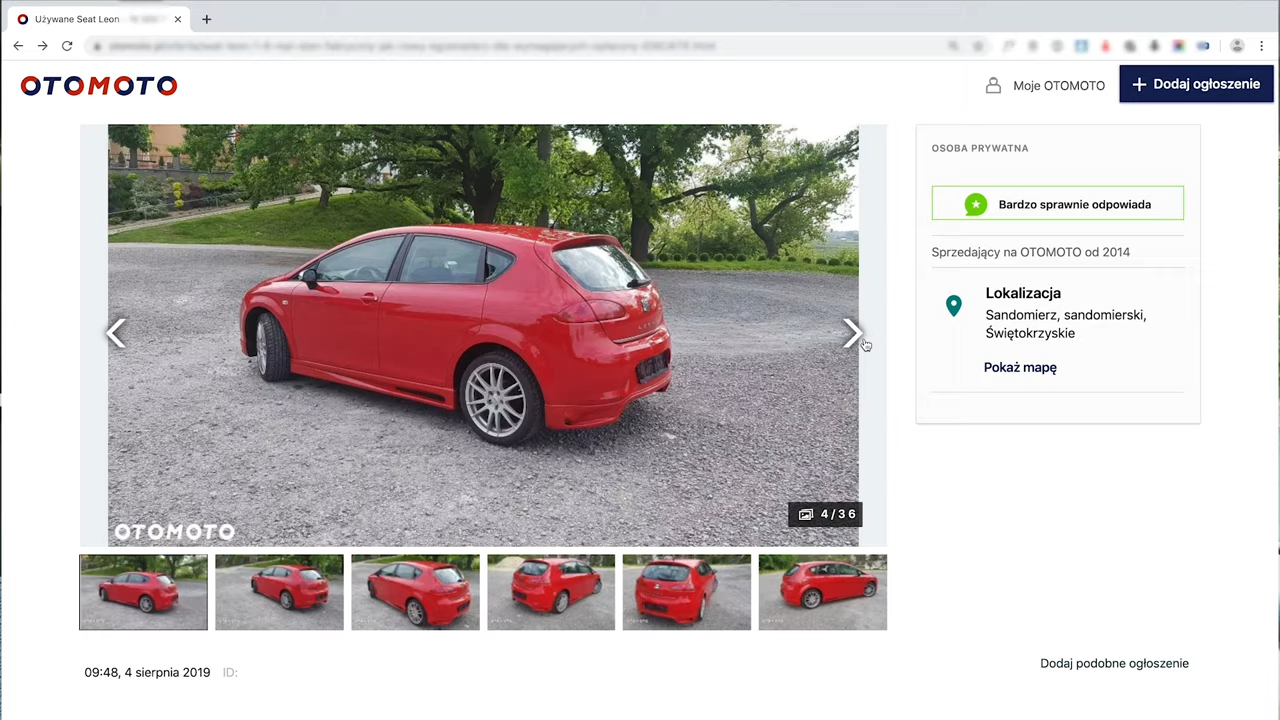 Używane Seat Leon
OTOMOTO
Moje OTOMOTO
Dodaj ogłoszenie
OSOBA PRYWATNA
Bardzo sprawnie odpowiada
Sprzedający na OTOMOTO od 2014
Lokalizacja
Sandomierz, sandomierski,
Świętokrzyskie
Pokaż mapę
OTOMOTO
4/36
09:48, 4 sierpnia 2019 ID:
Dodaj podobne ogłoszenie